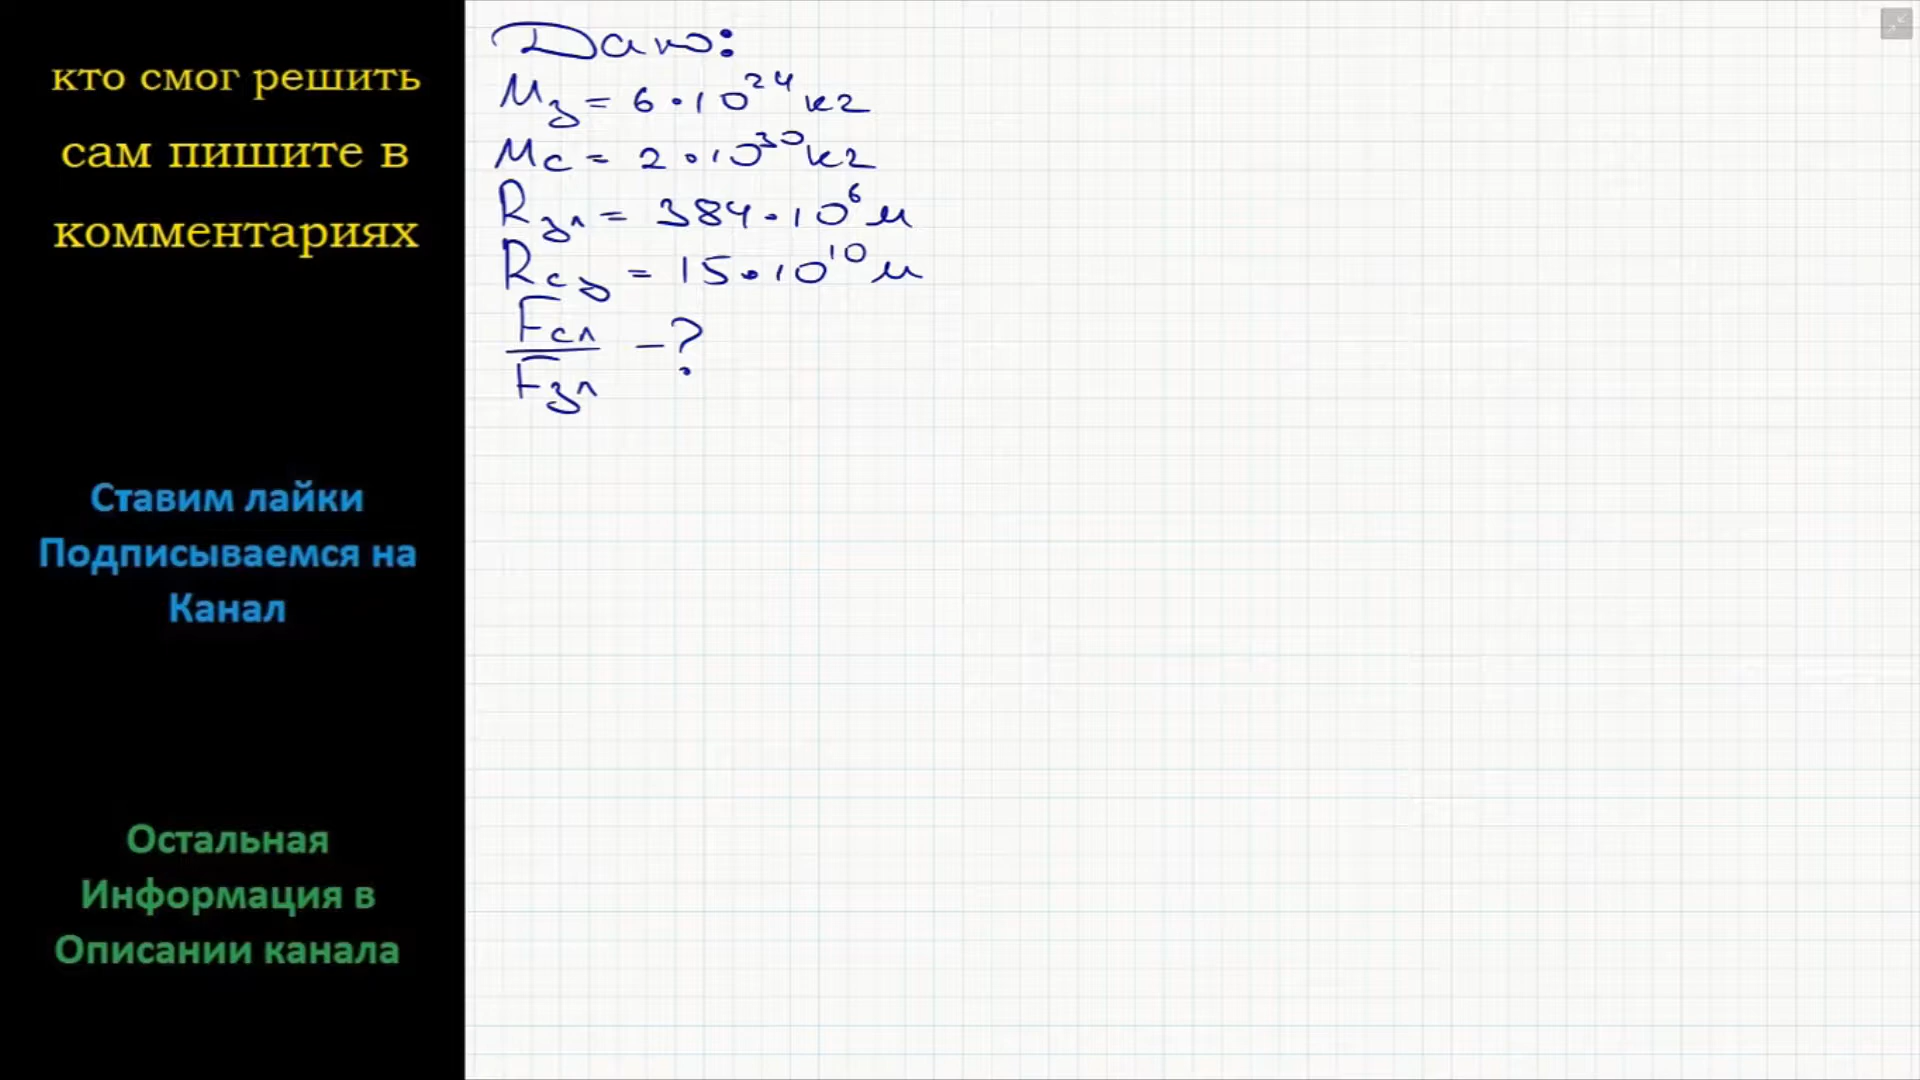 кто смог решить
сам пишите в
комментариях
Ставим лайки
Подписываемся на
Канал
Остальная
Информация в
Описании канала
Дано:
Mз = 6·10²⁴ кг
Mс = 2·10³⁰ кг
Rзл = 384·10⁶ м
Rсз = 15·10¹⁰ м
Fсл
Fзл
-?